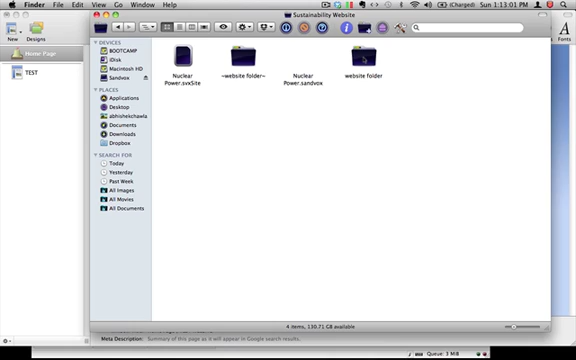 Finder File Edit View Go Window Help
(Charged) Sun 1:13:01 PM
Sustainability Website
New Designs
Fonts
Home Page
TEST
DEVICES
BOOTCAMP
iDisk
Macintosh HD
Sandvox
PLACES
Applications
Desktop
abhishekchawla
Documents
Downloads
Dropbox
SEARCH FOR
Today
Yesterday
Past Week
All Images
All Movies
All Documents
Nuclear
Power.svxSite
~website folder~
Nuclear
Power.sandvox
website folder
4 items, 130.71 GB available
Meta Description: Summary of this page as it will appear in Google search results.
Queue: 3 MiB